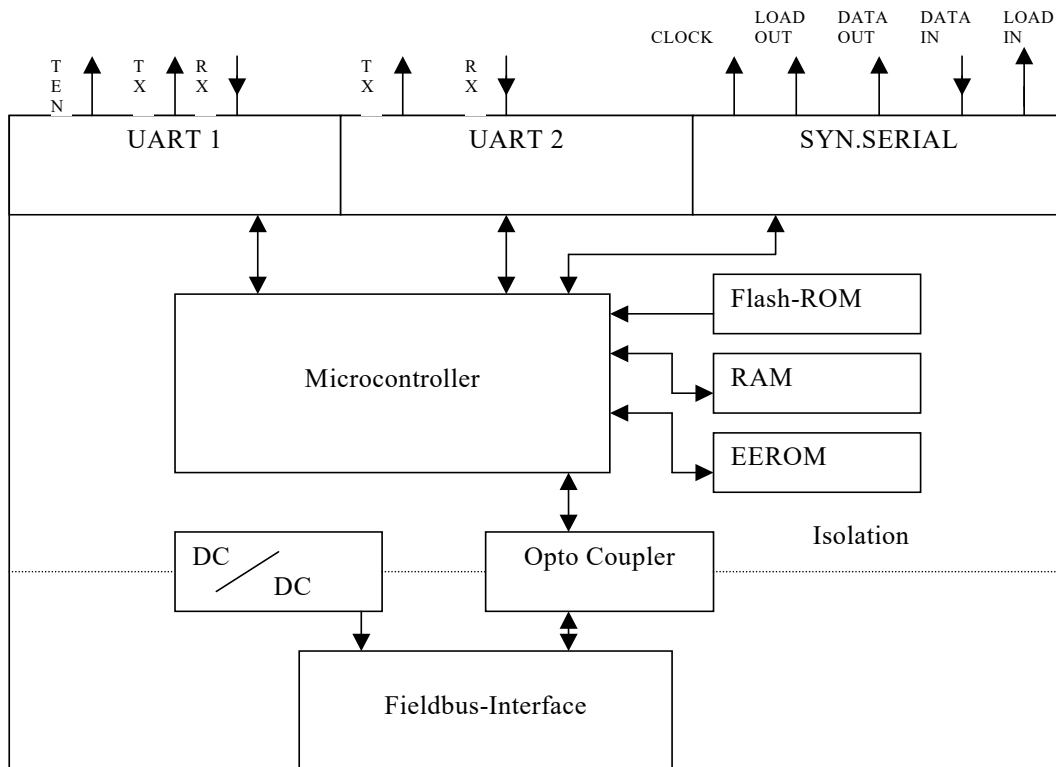 CLOCK
LOAD
OUT
DATA
OUT
DATA
IN
LOAD
IN
T
E
N
T
X
R
X
T
X
R
X
UART 1
UART 2
SYN.SERIAL
Flash-ROM
Microcontroller
RAM
EEROM
Isolation
DC
DC
Opto Coupler
Fieldbus-Interface